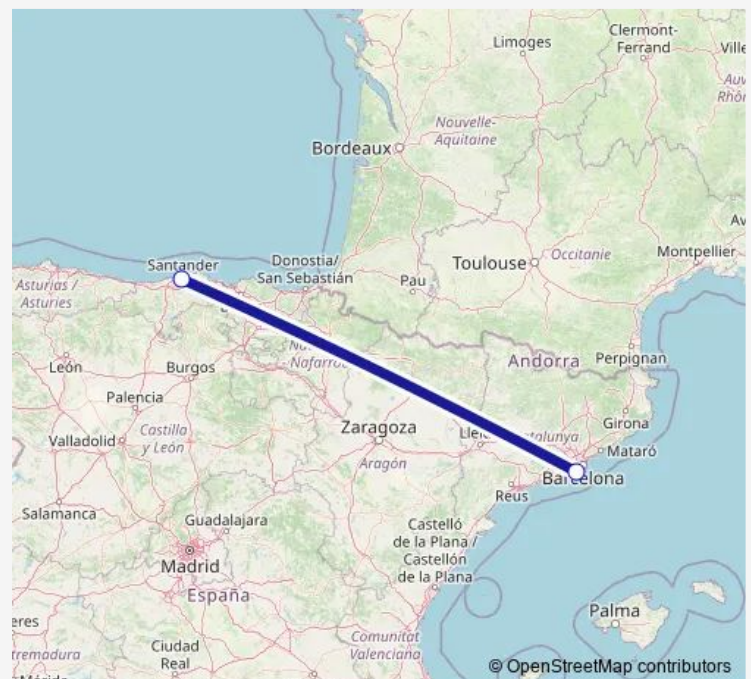 Limoges
Clermont-
Ferrand
Nouvelle-
Aquitaine
Bordeaux
Santander
Donostia/
San Sebastián
Toulouse
Occitanie
Montpellier
Pau
Asturias /
Asturies
León
Burgos
Andorra
Perpignan
Palencia
Zaragoza
Girona
Castilla
y León
Valladolid
Aragón
Mataró
Barcelona
Reus
Salamanca
Guadalajara
Castelló
de la Plana /
Castellón
de la Plana
Madrid
España
Palma
Comunitat
Valenciana
Ciudad
Real
© OpenStreetMap contributors